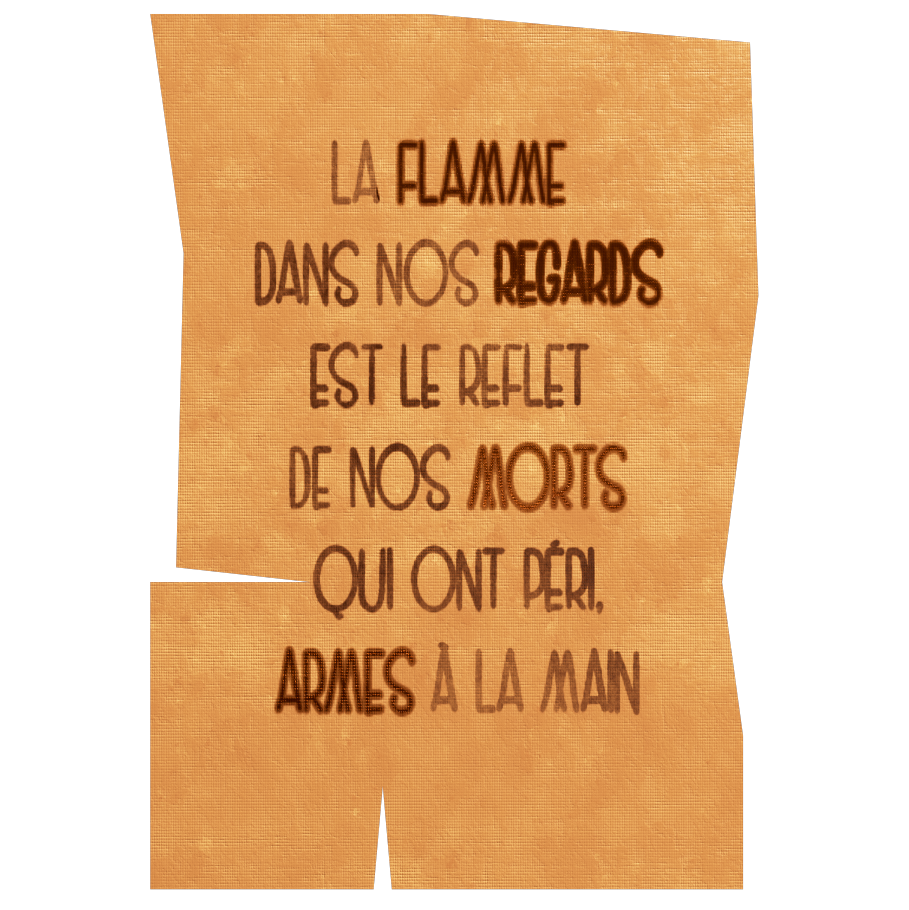 LA FLAMME
DANS NOS REGARDS
EST LE REFLET
DE NOS MORTS
QUI ONT PÉRI,
ARMES À LA MAIN